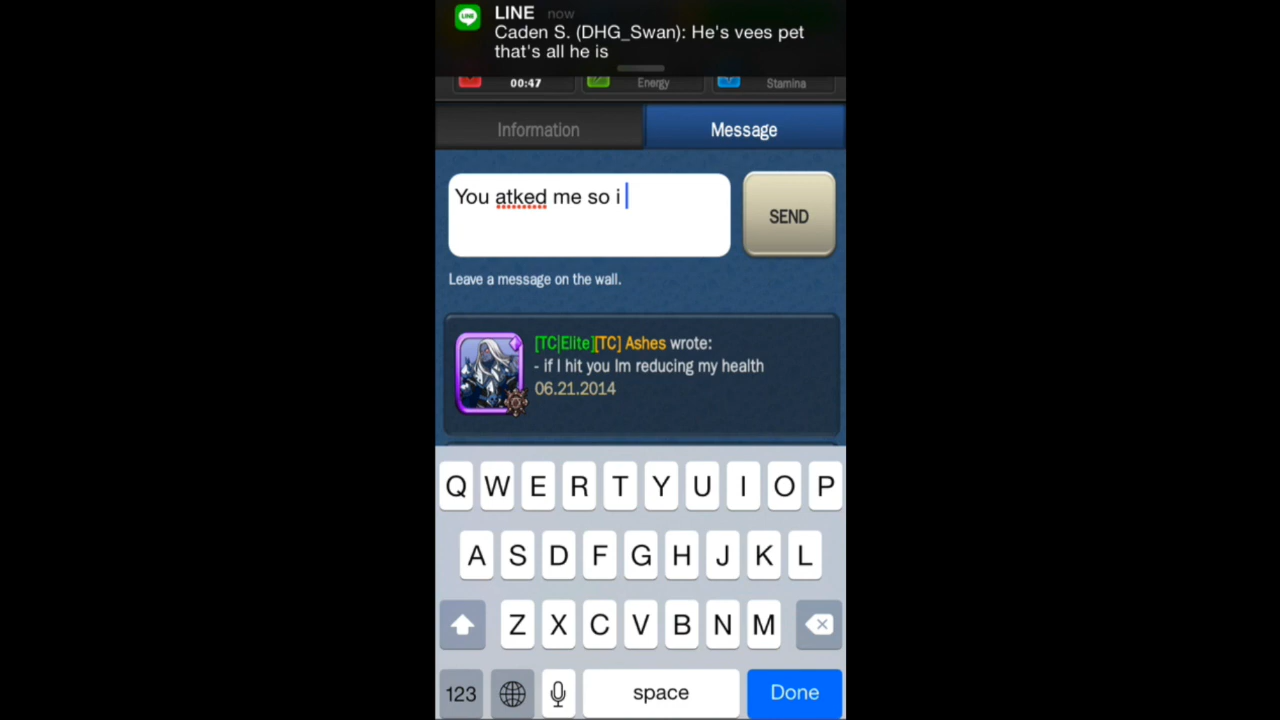 LINE now
Caden S. (DHG_Swan): He's vees pet
that's all he is
00:47 Energy Stamina
Information Message
You atked me so i
SEND
Leave a message on the wall.
[TC|Elite][TC] Ashes wrote:
- if I hit you Im reducing my health
06.21.2014
Q W E R T Y U I O P
A S D F G H J K L
Z X C V B N M
123 space Done